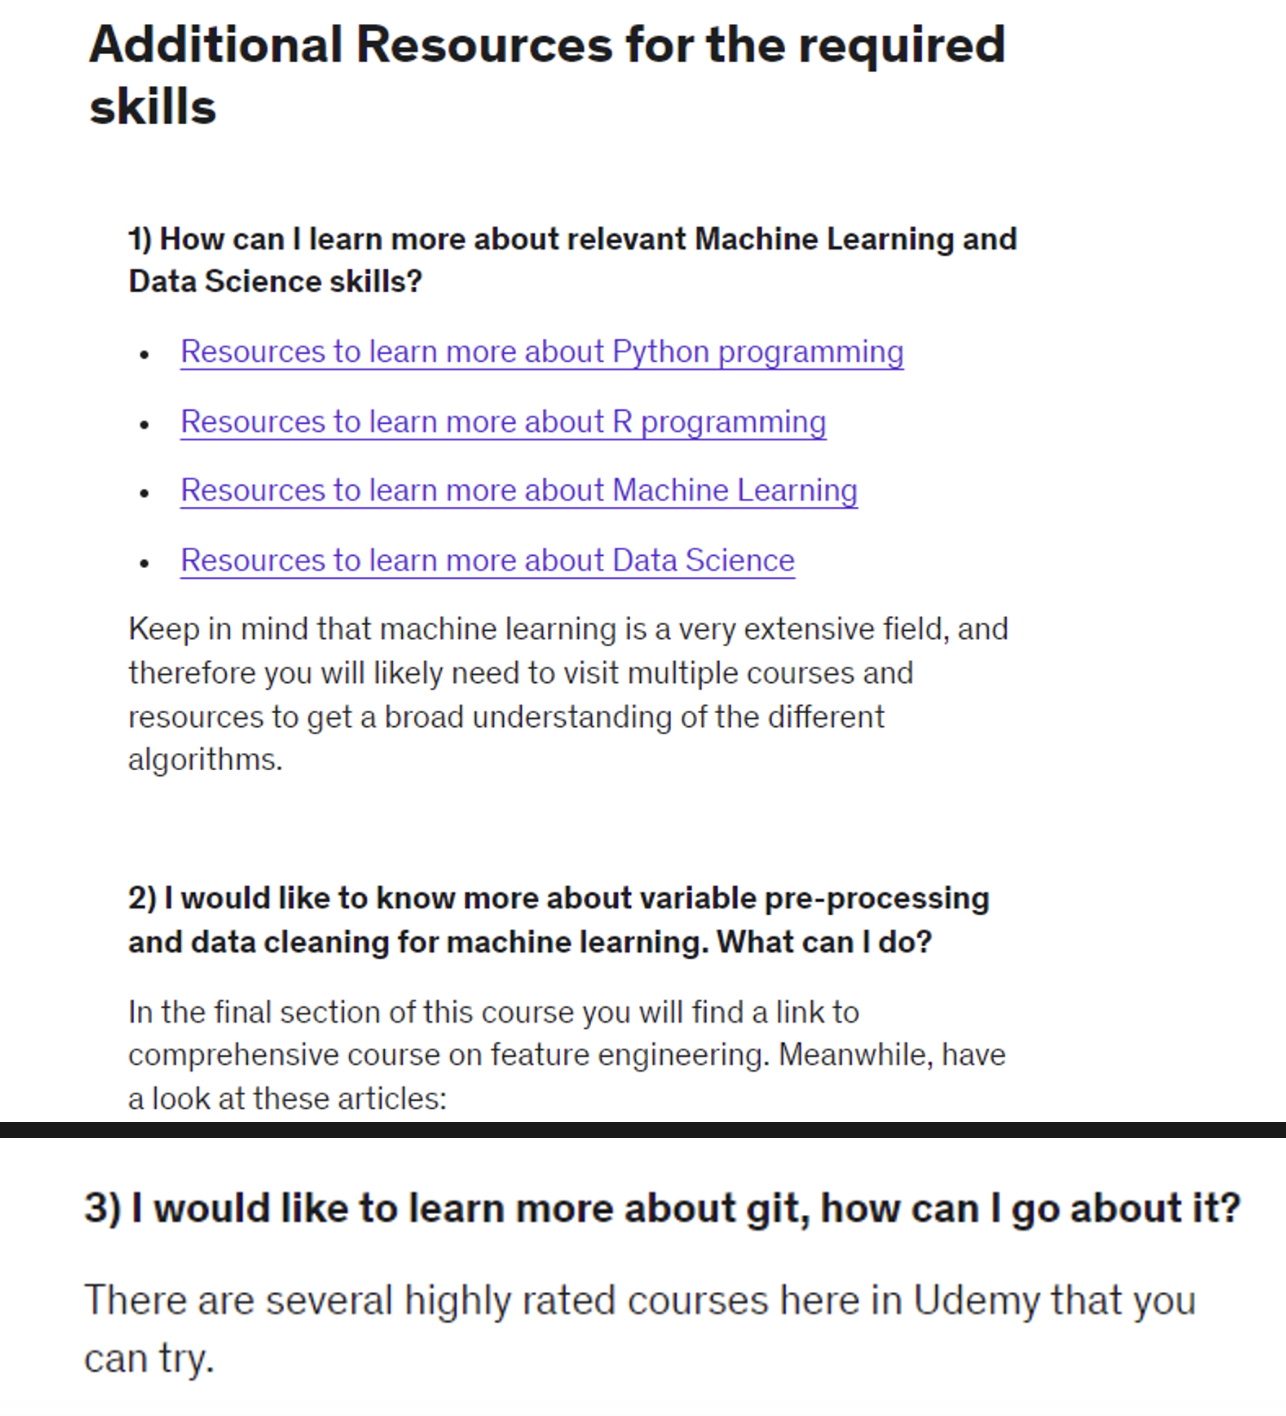 Additional Resources for the required
skills
1) How can I learn more about relevant Machine Learning and
Data Science skills?
• Resources to learn more about Python programming
• Resources to learn more about R programming
• Resources to learn more about Machine Learning
• Resources to learn more about Data Science
Keep in mind that machine learning is a very extensive field, and
therefore you will likely need to visit multiple courses and
resources to get a broad understanding of the different
algorithms.
2) I would like to know more about variable pre-processing
and data cleaning for machine learning. What can I do?
In the final section of this course you will find a link to
comprehensive course on feature engineering. Meanwhile, have
a look at these articles:
3) I would like to learn more about git, how can I go about it?
There are several highly rated courses here in Udemy that you
can try.